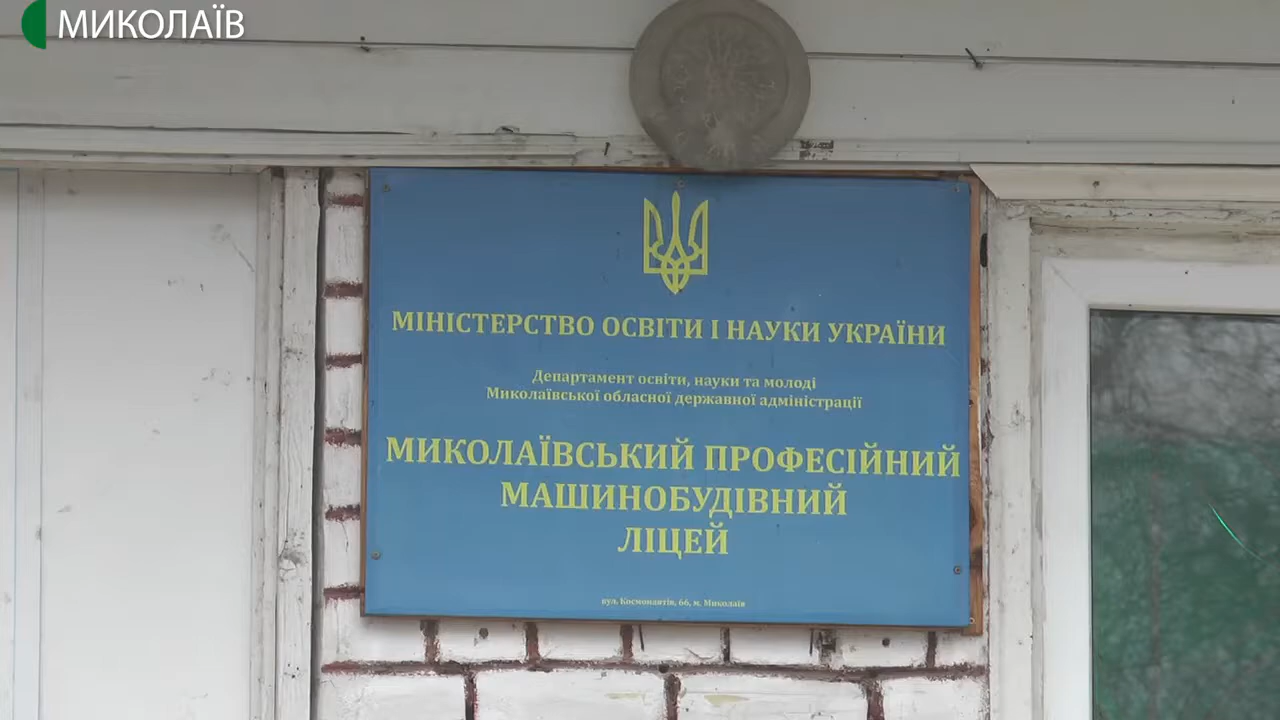 МИКОЛАЇВ
МІНІСТЕРСТВО ОСВІТИ І НАУКИ УКРАЇНИ
Департамент освіти, науки та молоді
Миколаївської обласної державної адміністрації
МИКОЛАЇВСЬКИЙ ПРОФЕСІЙНИЙ
МАШИНОБУДІВНИЙ
ЛІЦЕЙ
вул. Космонавтів, 66, м. Миколаїв